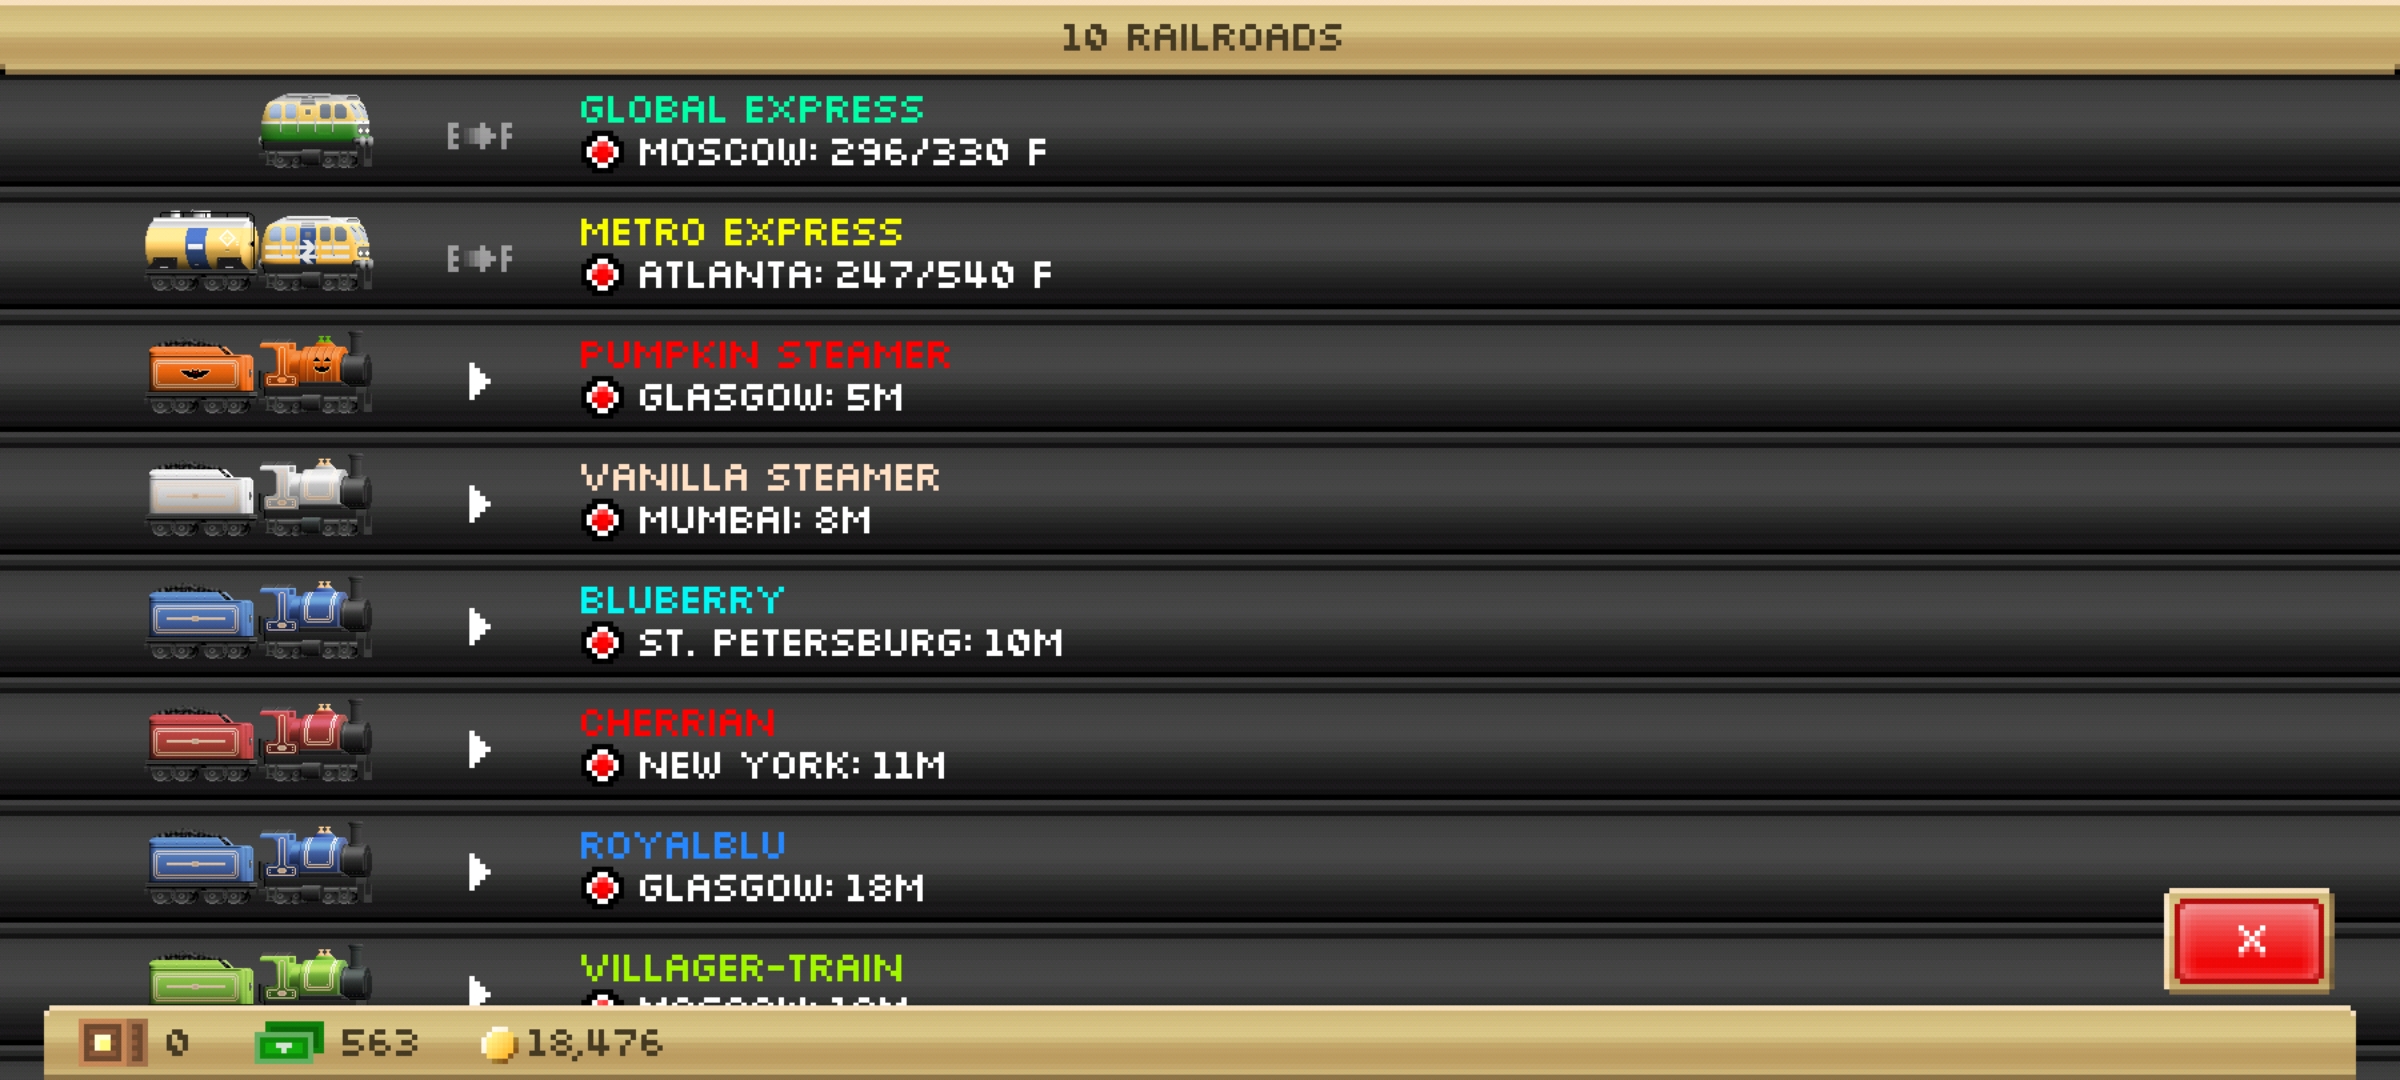 10 RAILROADS
GLOBAL EXPRESS
E F
MOSCOW: 296/330 F
METRO EXPRESS
E F
ATLANTA: 247/540 F
PUMPKIN STEAMER
GLASGOW: 5M
VANILLA STEAMER
MUMBAI: 8M
BLUBERRY
ST. PETERSBURG: 10M
CHERRIAN
NEW YORK: 11M
ROYALBLU
GLASGOW: 18M
X
VILLAGER-TRAIN
0 563 18,476